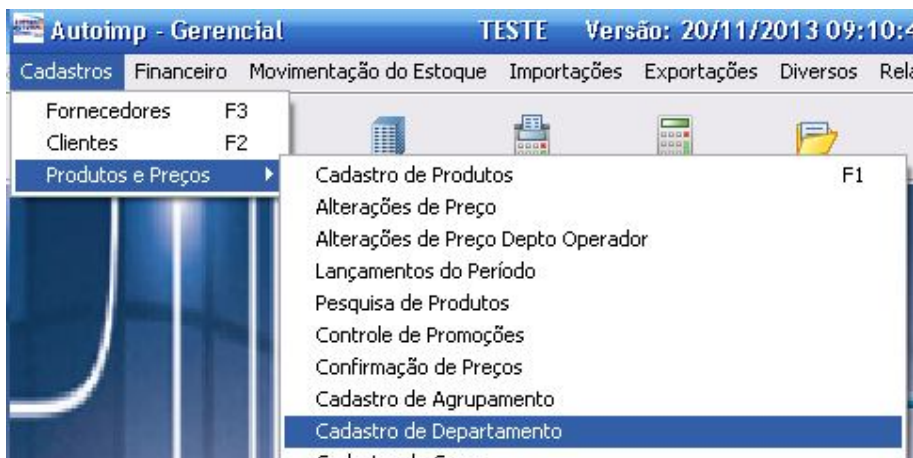 Autoimp - Gerencial TESTE Versão: 20/11/2013 09:10:4
Cadastros Financeiro Movimentação do Estoque Importações Exportações Diversos Rela
Fornecedores F3
Clientes F2
Produtos e Preços
Cadastro de Produtos F1
Alterações de Preço
Alterações de Preço Depto Operador
Lançamentos do Período
Pesquisa de Produtos
Controle de Promoções
Confirmação de Preços
Cadastro de Agrupamento
Cadastro de Departamento